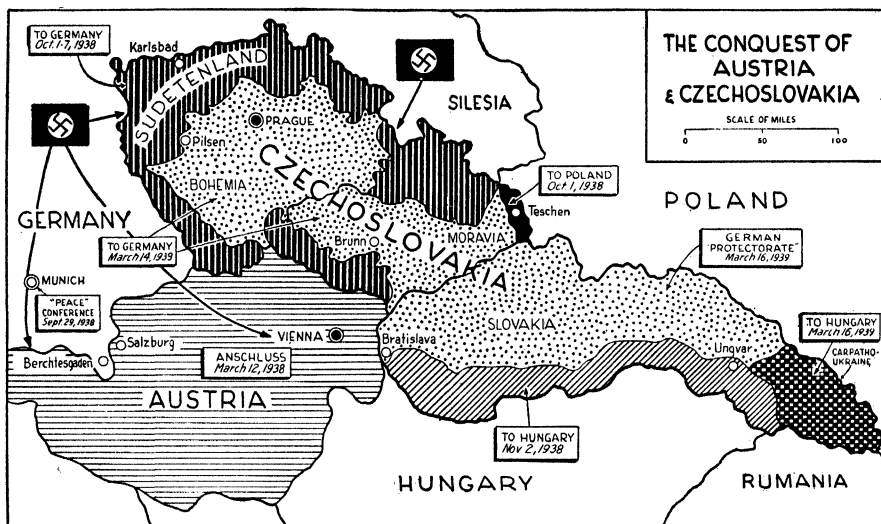 THE CONQUEST OF
AUSTRIA
& CZECHOSLOVAKIA
SCALE OF MILES
0 50 100
TO GERMANY
Oct. 1-7, 1938
Karlsbad
SUDETENLAND
SILESIA
PRAGUE
Pilsen
CZECHOSLOVAKIA
BOHEMIA
TO POLAND
Oct. 1, 1938
Teschen
POLAND
GERMANY
TO GERMANY
March 14, 1939
Brunn
MORAVIA
GERMAN
"PROTECTORATE"
March 16, 1939
MUNICH
"PEACE"
CONFERENCE
Sept. 29, 1938
SLOVAKIA
TO HUNGARY
March 16, 1939
CARPATHO-
UKRAINE
VIENNA
Salzburg
Bratislava
Ungvar
Berchtesgaden
ANSCHLUSS
March 12, 1938
AUSTRIA
TO HUNGARY
Nov 2, 1938
HUNGARY
RUMANIA